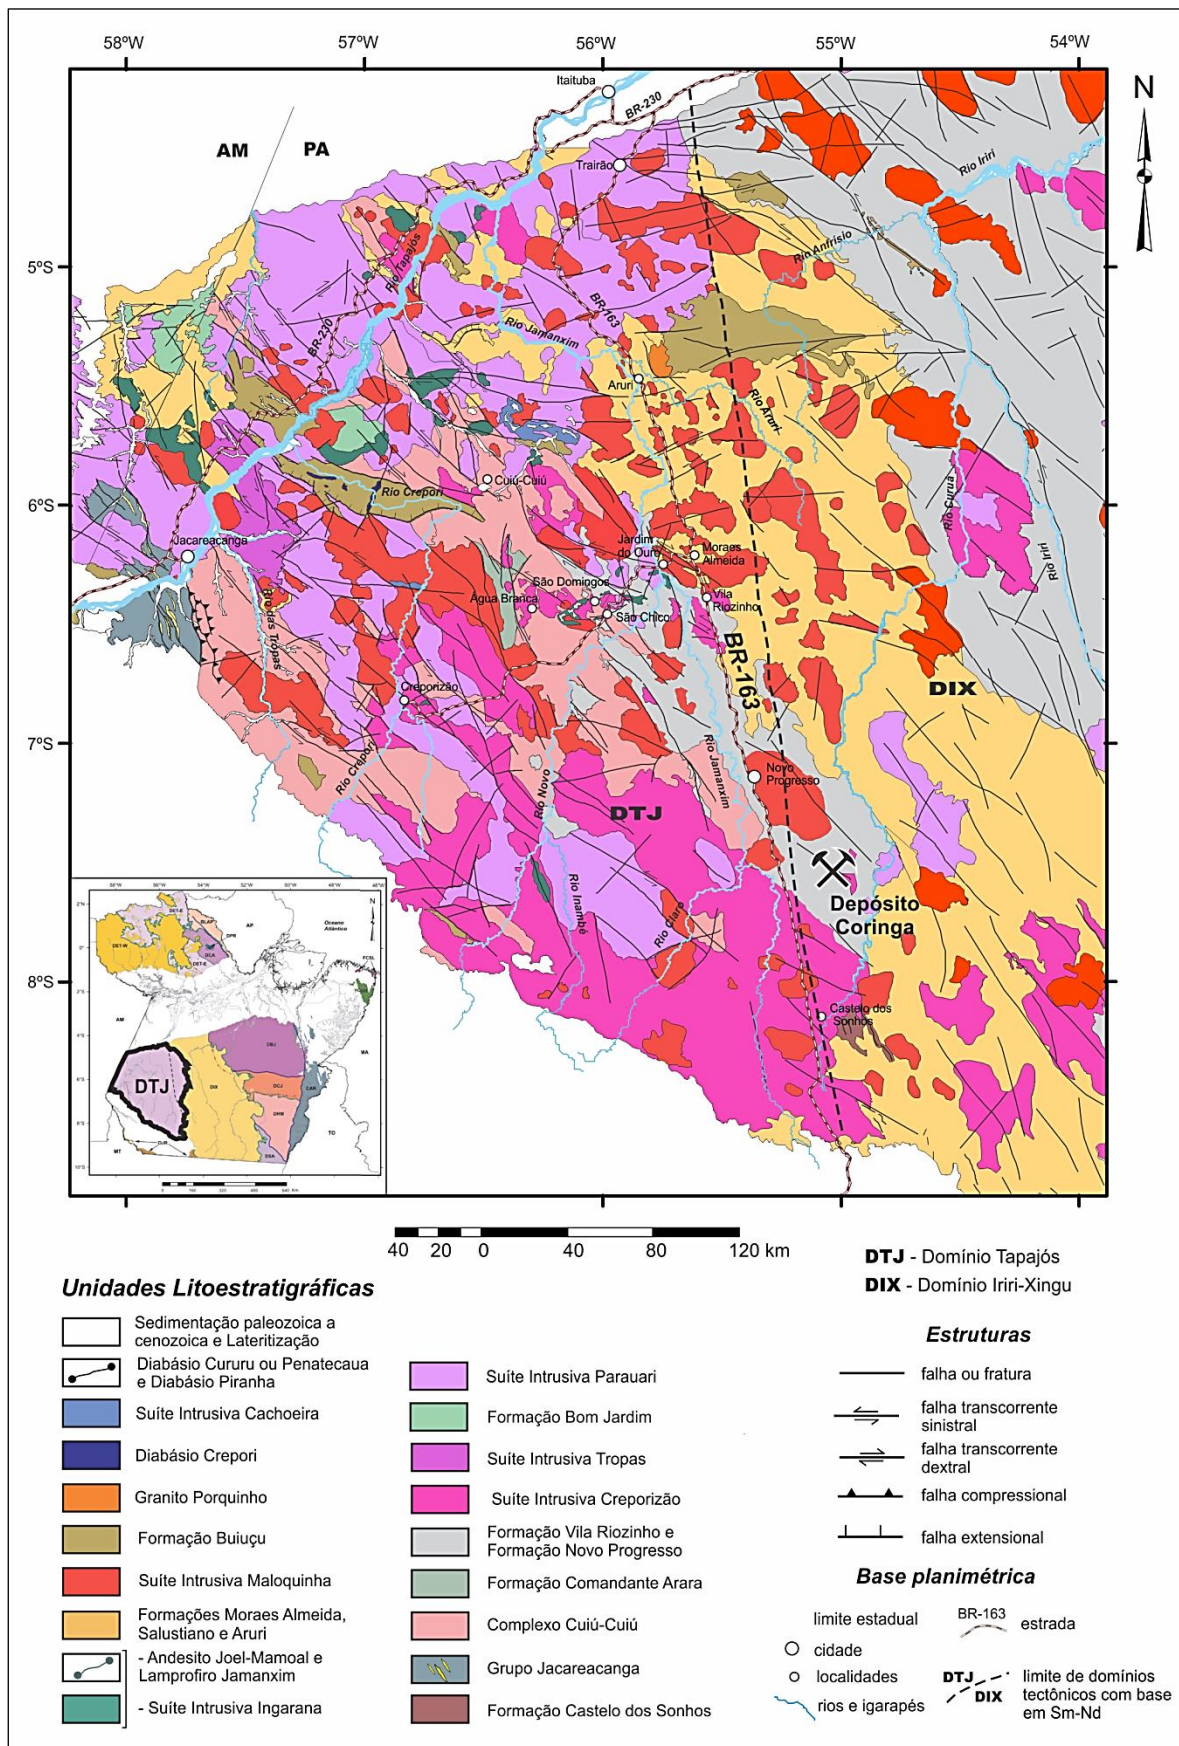 58ºW
57ºW
56ºW
55ºW
54ºW
Itaituba
BR-230
N
AM
PA
Trairão
Rio Iriri
Rio Tapajós
Rio Anfrísio
5ºS
BR-230
BR-163
Rio Jamanxim
Aruri
Rio Aruri
Cuiú-Cuiú
Rio Crepori
Rio Curuá
6ºS
Jacareacanga
Jardim
do Ouro
Moraes
Almeida
Rio Iriri
São Domingos
Água Branca
Vila
Riozinho
São Chico
Rio das Tropas
BR-163
DIX
Creporizão
7ºS
Rio Crepori
Rio Novo
Rio Jamanxim
Novo
Progresso
DTJ
Depósito
Coringa
Rio Inambé
Rio Claro
8ºS
Castelo dos
Sonhos
N
Oceano
Atlântico
AP
AM
MA
DTJ
DIX
TO
MT
40 20 0 40 80 120 km
DTJ - Domínio Tapajós
DIX - Domínio Iriri-Xingu
Unidades Litoestratigráficas
Sedimentação paleozoica a
cenozoica e Lateritização
Diabásio Cururu ou Penatecaua
e Diabásio Piranha
Suíte Intrusiva Cachoeira
Diabásio Crepori
Granito Porquinho
Formação Buiuçu
Suíte Intrusiva Maloquinha
Formações Moraes Almeida,
Salustiano e Aruri
- Andesito Joel-Mamoal e
Lamprofiro Jamanxim
- Suíte Intrusiva Ingarana
Suíte Intrusiva Parauari
Formação Bom Jardim
Suíte Intrusiva Tropas
Suíte Intrusiva Creporizão
Formação Vila Riozinho e
Formação Novo Progresso
Formação Comandante Arara
Complexo Cuiú-Cuiú
Grupo Jacareacanga
Formação Castelo dos Sonhos
Estruturas
falha ou fratura
falha transcorrente
sinistral
falha transcorrente
dextral
falha compressional
falha extensional
Base planimétrica
limite estadual
BR-163
estrada
cidade
localidades
rios e igarapés
DTJ
DIX
limite de domínios
tectônicos com base
em Sm-Nd